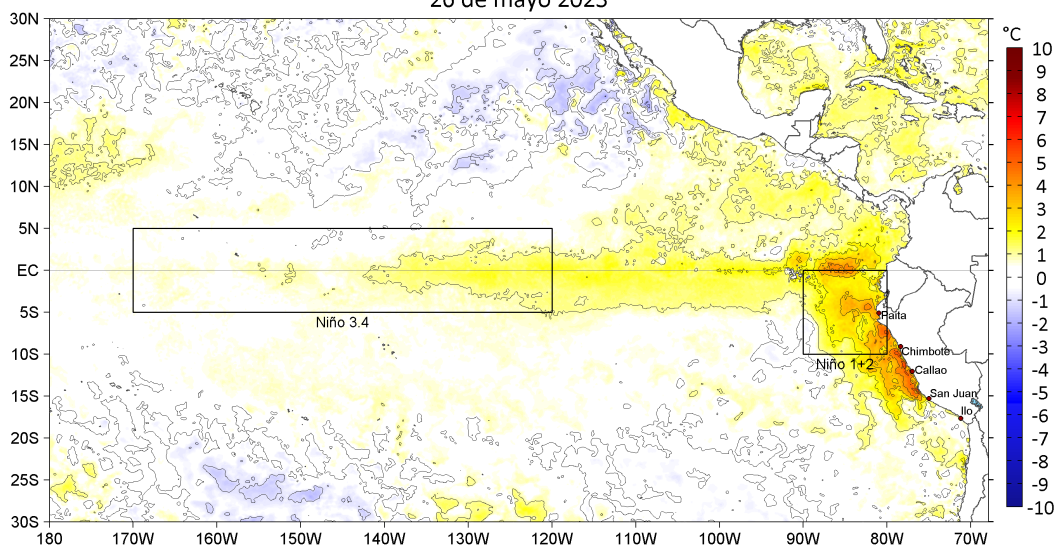 20 de mayo 2023
°C
30N
25N
20N
15N
10N
5N
EC
5S
10S
15S
20S
25S
30S
180
170W
160W
150W
140W
130W
120W
110W
100W
90W
80W
70W
Niño 3.4
Niño 1+2
Paita
Chimbote
Callao
San Juan
Ilo
10
9
8
7
6
5
4
3
2
1
0
-1
-2
-3
-4
-5
-6
-7
-8
-9
-10